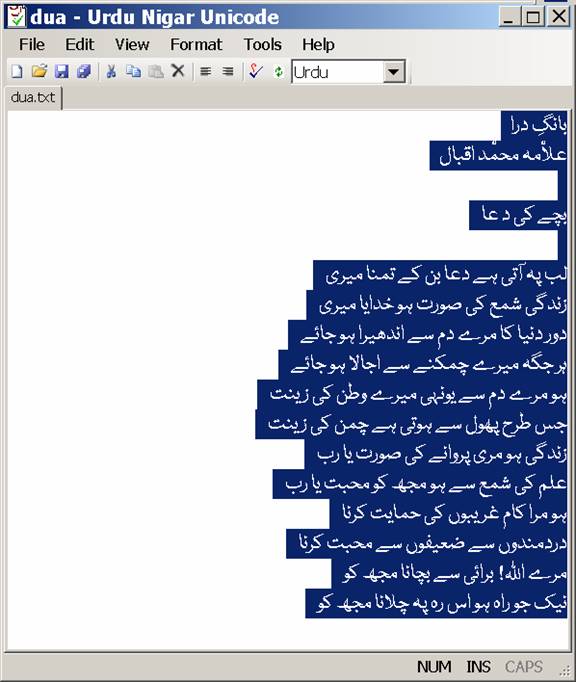 dua - Urdu Nigar Unicode
File Edit View Format Tools Help
Urdu
dua.txt
بانگِ درا
علاّمہ محمّد اقبال
بچے کی دعا
لب پہ آتی ہے دعا بن کے تمنا میری
زندگی شمع کی صورت ہو خدایا میری
دور دنیا کا مرے دم سے اندھیرا ہو جائے
ہر جگہ میرے چمکنے سے اجالا ہو جائے
ہو مرے دم سے یونہی میرے وطن کی زینت
جس طرح پھول سے ہوتی ہے چمن کی زینت
زندگی ہو مری پروانے کی صورت یا رب
علم کی شمع سے ہو مجھ کو محبت یا رب
ہو مرا کام غریبوں کی حمایت کرنا
دردمندوں سے ضعیفوں سے محبت کرنا
مرے اللہ! برائی سے بچانا مجھ کو
نیک جو راہ ہو اس رہ پہ چلانا مجھ کو
NUM INS CAPS